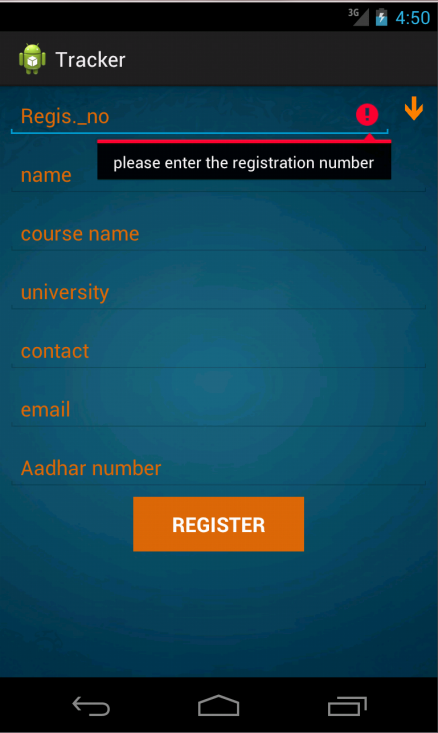 3G 4:50
Tracker
Regis._no
please enter the registration number
name
course name
university
contact
email
Aadhar number
REGISTER